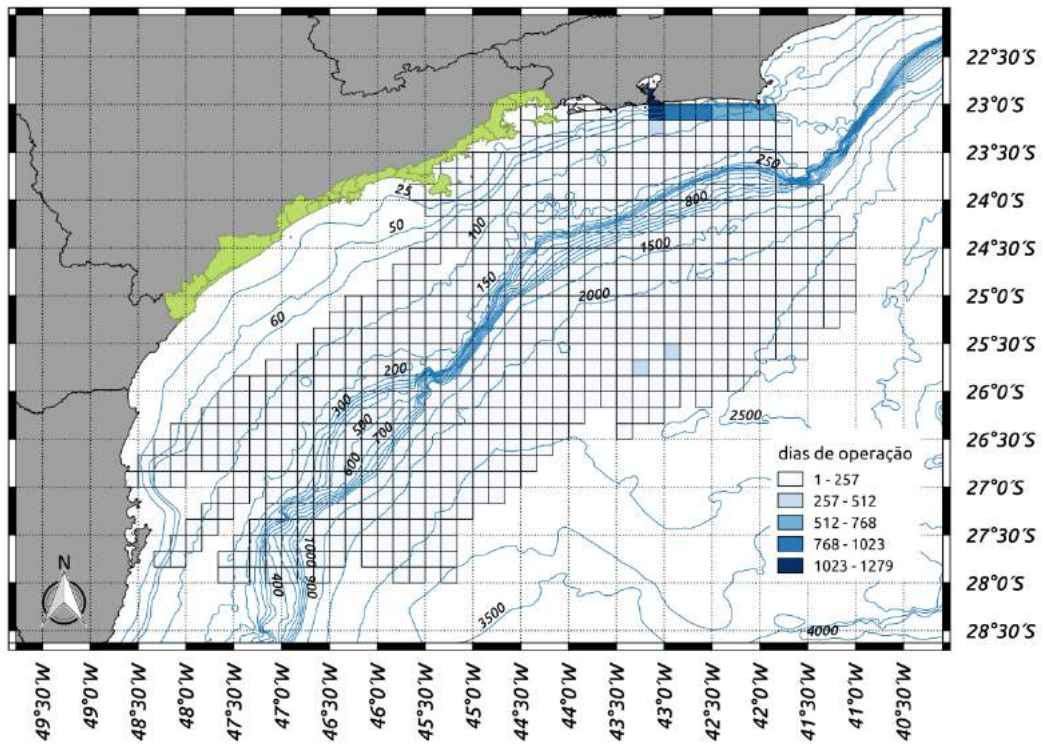 22°30´S
23°0´S
23°30´S
24°0´S
24°30´S
25°0´S
25°30´S
26°0´S
26°30´S
27°0´S
27°30´S
28°0´S
28°30´S
25
50
60
100
150
200
250
300
500
600
700
800
1500
2000
2500
400
1000
900
3500
4000
dias de operação
1 - 257
257 - 512
512 - 768
768 - 1023
1023 - 1279
N
49°30´W
49°0´W
48°30´W
48°0´W
47°30´W
47°0´W
46°30´W
46°0´W
45°30´W
45°0´W
44°30´W
44°0´W
43°30´W
43°0´W
42°30´W
42°0´W
41°30´W
41°0´W
40°30´W